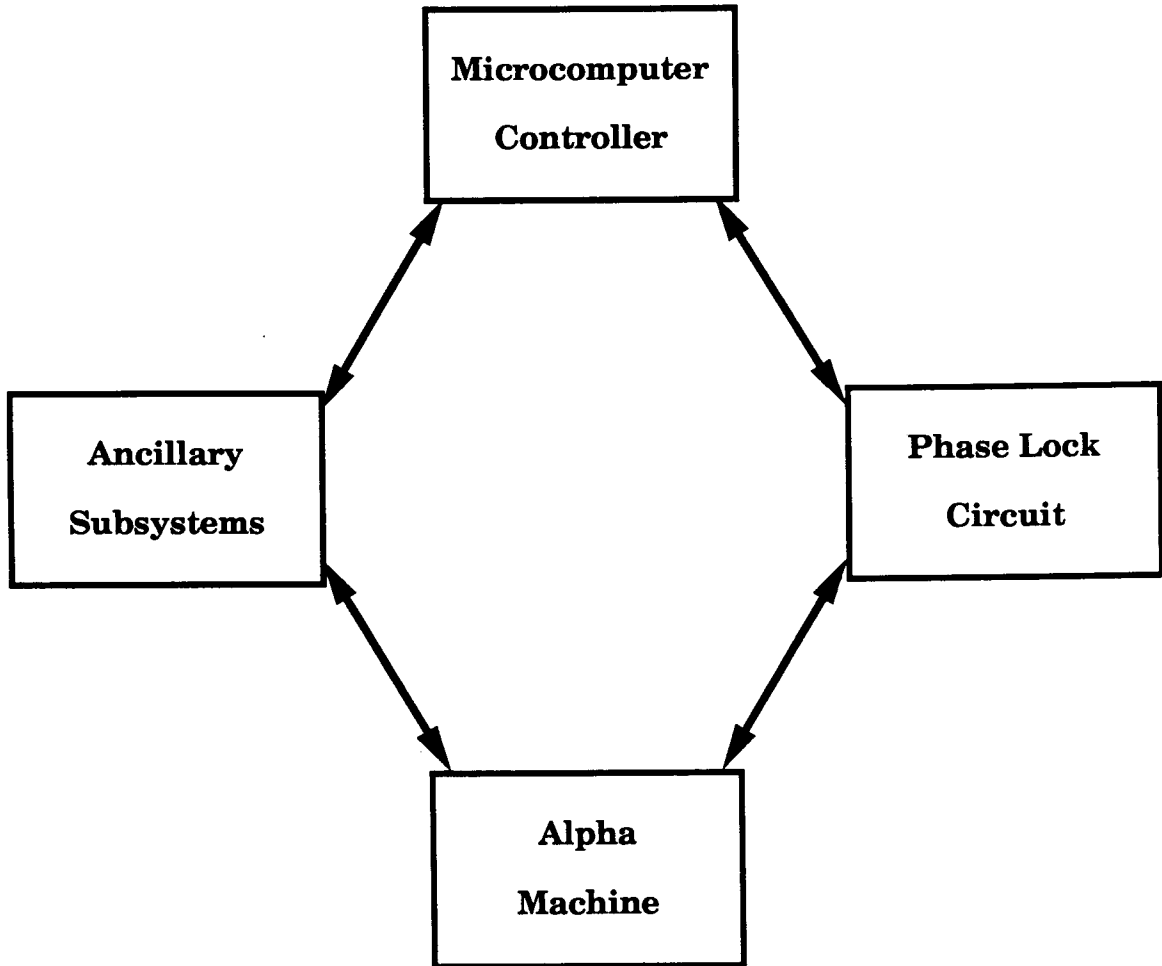 Microcomputer
Controller
Ancillary
Subsystems
Phase Lock
Circuit
Alpha
Machine